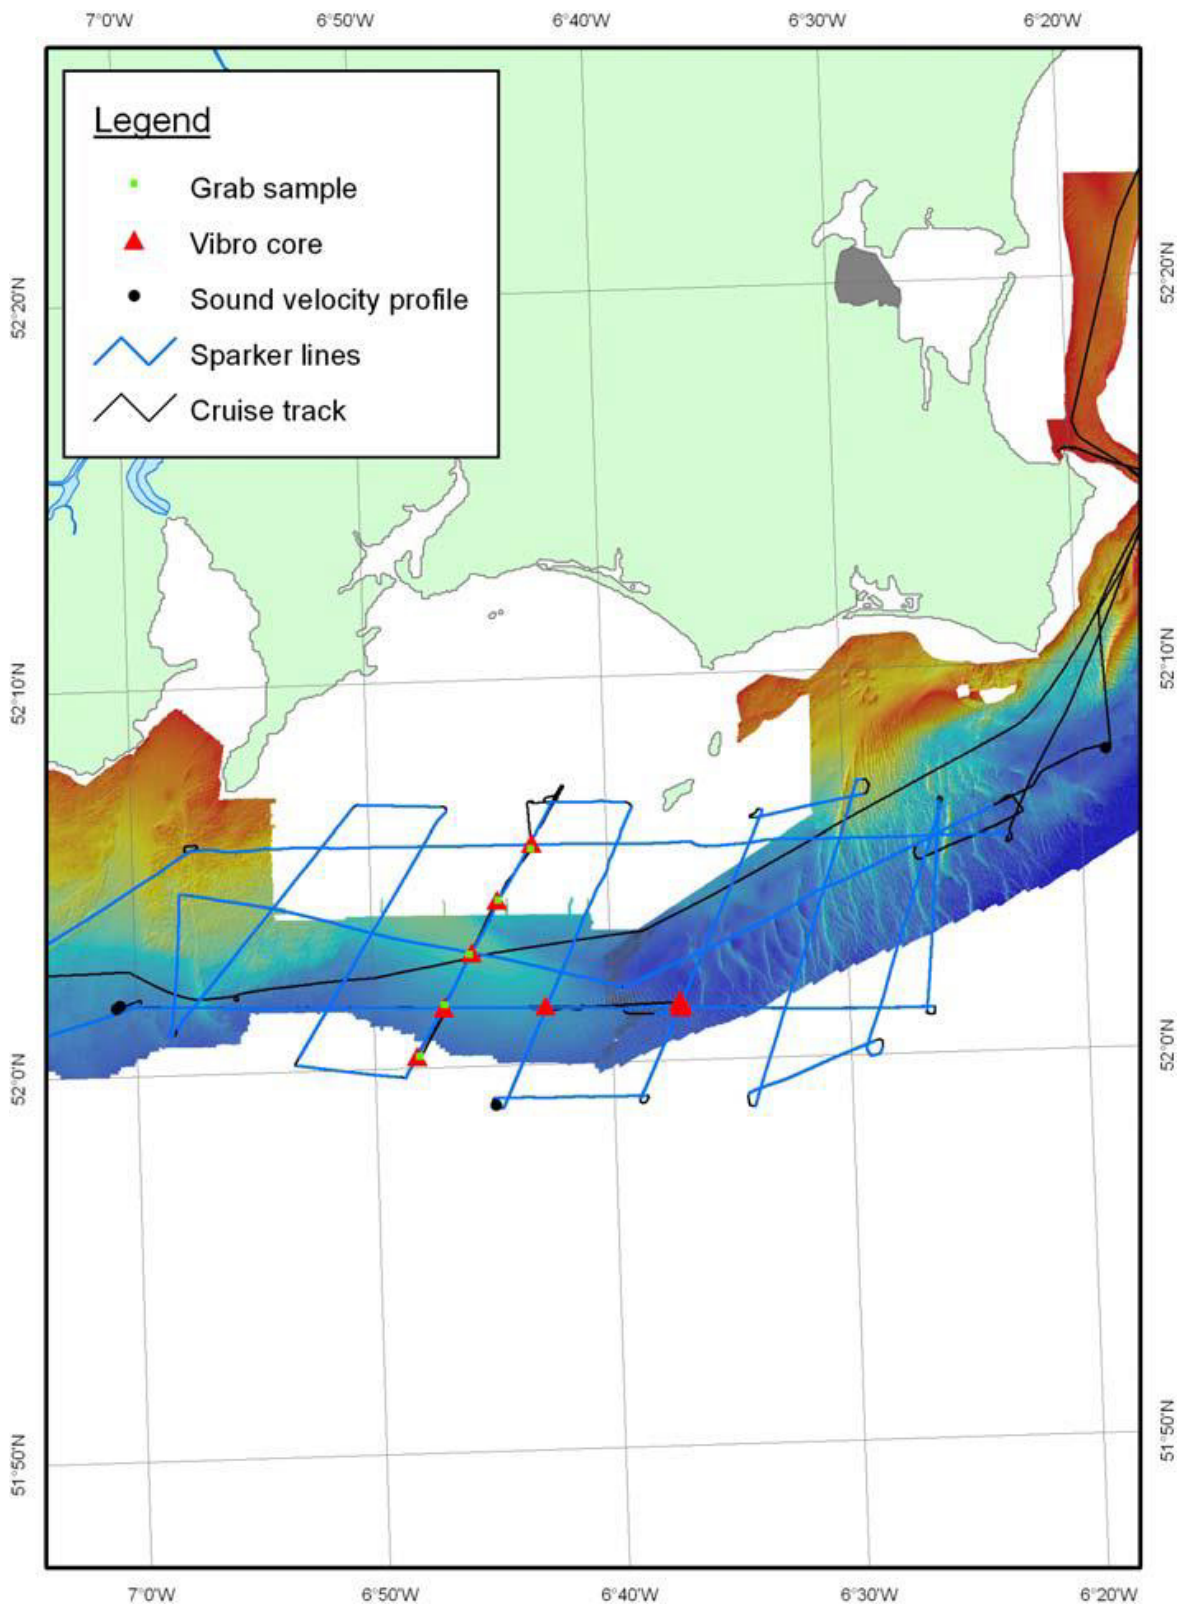 7°0'W 6°50'W 6°40'W 6°30'W 6°20'W
Legend
Grab sample
Vibro core
Sound velocity profile
Sparker lines
Cruise track
52°20'N
52°20'N
52°10'N
52°10'N
52°0'N
52°0'N
51°50'N
51°50'N
7°0'W 6°50'W 6°40'W 6°30'W 6°20'W